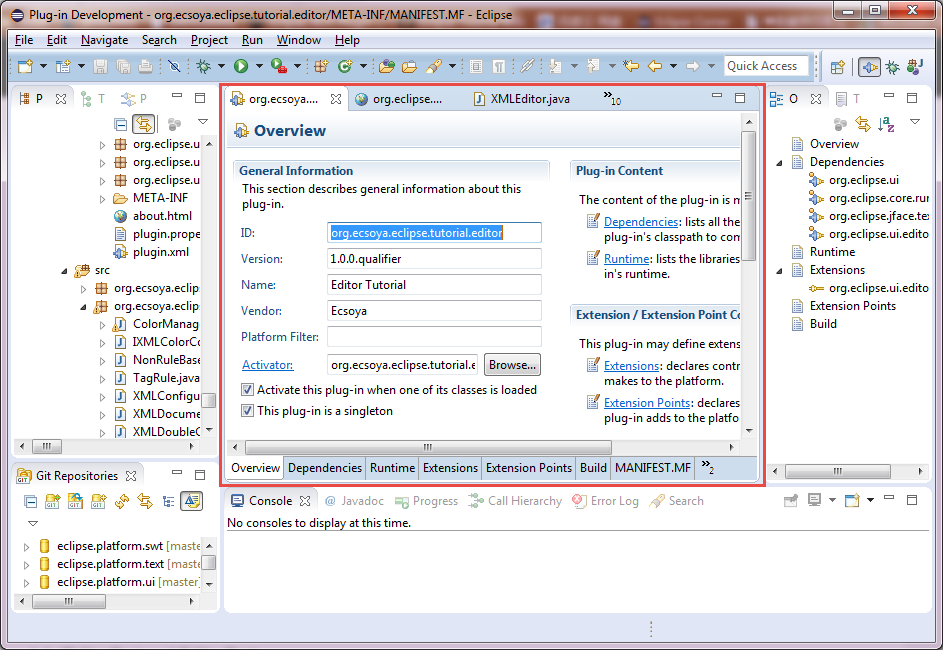 Plug-in Development - org.ecsoya.eclipse.tutorial.editor/META-INF/MANIFEST.MF - Eclipse
File Edit Navigate Search Project Run Window Help
Quick Access
P T P
org.eclipse.u
org.eclipse.u
org.eclipse.u
META-INF
about.html
plugin.prope
plugin.xml
src
org.ecsoya.eclip
org.ecsoya.eclip
ColorManag
IXMLColorCo
NonRuleBase
TagRule.java
XMLConfigu
XMLDocume
XMLDoubleC
Git Repositories
eclipse.platform.swt [maste
eclipse.platform.text [maste
eclipse.platform.ui [master]
org.ecsoya.... org.eclipse.... XMLEditor.java »10
Overview
General Information
This section describes general information about this
plug-in.
ID: org.ecsoya.eclipse.tutorial.editor
Version: 1.0.0.qualifier
Name: Editor Tutorial
Vendor: Ecsoya
Platform Filter:
Activator: org.ecsoya.eclipse.tutorial.e Browse...
Activate this plug-in when one of its classes is loaded
This plug-in is a singleton
Plug-in Content
The content of the plug-in is m
Dependencies: lists all the
plug-in's classpath to com
Runtime: lists the libraries
in's runtime.
Extension / Extension Point Co
This plug-in may define extens
Extensions: declares contr
makes to the platform.
Extension Points: declares
plug-in adds to the platfo
Overview Dependencies Runtime Extensions Extension Points Build MANIFEST.MF »2
O T
Overview
Dependencies
org.eclipse.ui
org.eclipse.core.run
org.eclipse.jface.tex
org.eclipse.ui.edito
Runtime
Extensions
org.eclipse.ui.edito
Extension Points
Build
Console @ Javadoc Progress Call Hierarchy Error Log Search
No consoles to display at this time.